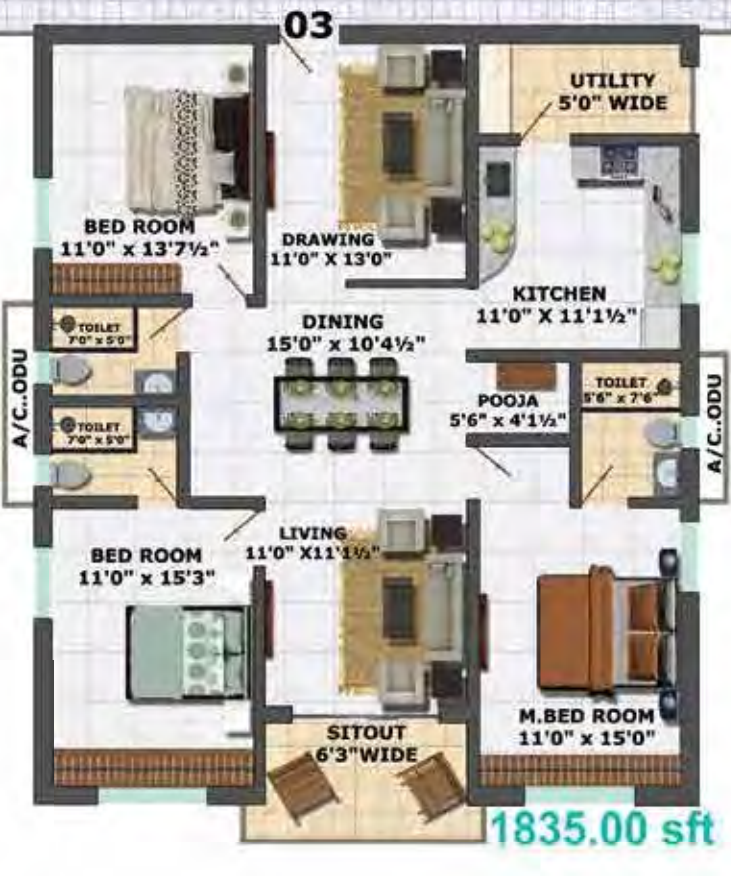 03
UTILITY
5'0" WIDE
BED ROOM
11'0" x 13'7½"
DRAWING
11'0" X 13'0"
KITCHEN
11'0" X 11'1½"
DINING
15'0" x 10'4½"
TOILET
7'0" x 5'0"
A/C..ODU
TOILET
7'0" x 5'0"
POOJA
5'6" x 4'1½"
TOILET
5'6" x 7'6"
A/C..ODU
LIVING
11'0" X11'1½"
BED ROOM
11'0" x 15'3"
M.BED ROOM
11'0" x 15'0"
SITOUT
6'3"WIDE
1835.00 sft